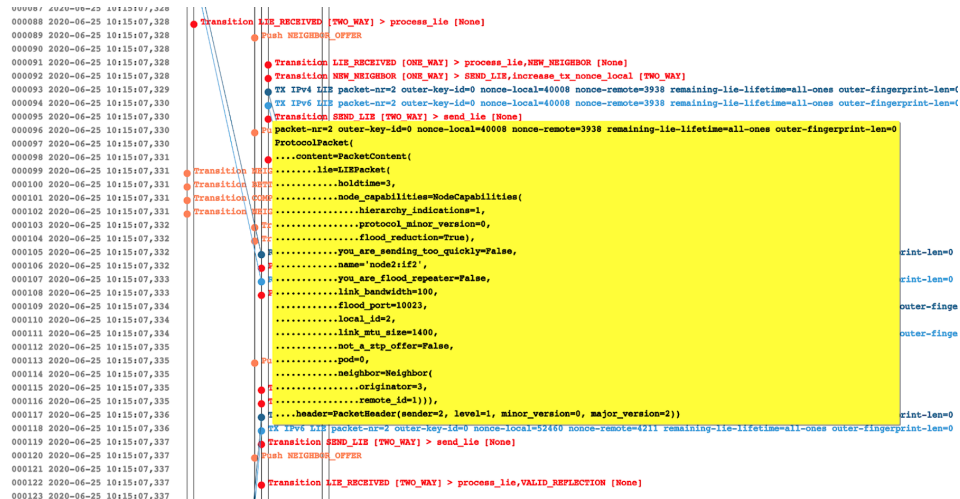 000087 2020-06-25 10:15:07,328
000088 2020-06-25 10:15:07,328 Transition LIE_RECEIVED [TWO_WAY] > process_lie [None]
000089 2020-06-25 10:15:07,328 Push NEIGHBOR_OFFER
000090 2020-06-25 10:15:07,328
000091 2020-06-25 10:15:07,328 Transition LIE_RECEIVED [ONE_WAY] > process_lie,NEW_NEIGHBOR [None]
000092 2020-06-25 10:15:07,328 Transition NEW_NEIGHBOR [ONE_WAY] > SEND_LIE,increase_tx_nonce_local [TWO_WAY]
000093 2020-06-25 10:15:07,329 TX IPv4 LIE packet-nr=2 outer-key-id=0 nonce-local=40008 nonce-remote=3938 remaining-lie-lifetime=all-ones outer-fingerprint-len=0
000094 2020-06-25 10:15:07,330 TX IPv6 LIE packet-nr=2 outer-key-id=0 nonce-local=40008 nonce-remote=3938 remaining-lie-lifetime=all-ones outer-fingerprint-len=0
000095 2020-06-25 10:15:07,330 Transition SEND_LIE [TWO_WAY] > send_lie [None]
000096 2020-06-25 10:15:07,330 Pu packet-nr=2 outer-key-id=0 nonce-local=40008 nonce-remote=3938 remaining-lie-lifetime=all-ones outer-fingerprint-len=0
000097 2020-06-25 10:15:07,330 ProtocolPacket(
000098 2020-06-25 10:15:07,331 ....content=PacketContent(
000099 2020-06-25 10:15:07,331 Transition ........lie=LIEPacket(
000100 2020-06-25 10:15:07,331 Transition ............holdtime=3,
000101 2020-06-25 10:15:07,331 Transition ............node_capabilities=NodeCapabilities(
000102 2020-06-25 10:15:07,331 Transition ................hierarchy_indications=1,
000103 2020-06-25 10:15:07,332 ................protocol_minor_version=0,
000104 2020-06-25 10:15:07,332 ................flood_reduction=True),
000105 2020-06-25 10:15:07,332 ............you_are_sending_too_quickly=False, rint-len=0
000106 2020-06-25 10:15:07,332 ............name='node2:if2',
000107 2020-06-25 10:15:07,333 ............you_are_flood_repeater=False, rint-len=0
000108 2020-06-25 10:15:07,333 ............link_bandwidth=100,
000109 2020-06-25 10:15:07,334 ............flood_port=10023, outer-finge
000110 2020-06-25 10:15:07,334 ............local_id=2,
000111 2020-06-25 10:15:07,334 ............link_mtu_size=1400, outer-finge
000112 2020-06-25 10:15:07,335 ............not_a_ztp_offer=False,
000113 2020-06-25 10:15:07,335 Pu ............pod=0,
000114 2020-06-25 10:15:07,335 ............neighbor=Neighbor(
000115 2020-06-25 10:15:07,335 ................originator=3,
000116 2020-06-25 10:15:07,335 ................remote_id=1))),
000117 2020-06-25 10:15:07,336 ....header=PacketHeader(sender=2, level=1, minor_version=0, major_version=2)) rint-len=0
000118 2020-06-25 10:15:07,336 TX IPv6 LIE packet-nr=2 outer-key-id=0 nonce-local=52460 nonce-remote=4211 remaining-lie-lifetime=all-ones outer-fingerprint-len=0
000119 2020-06-25 10:15:07,337 Transition SEND_LIE [TWO_WAY] > send_lie [None]
000120 2020-06-25 10:15:07,337 Push NEIGHBOR_OFFER
000121 2020-06-25 10:15:07,337
000122 2020-06-25 10:15:07,337 Transition LIE_RECEIVED [TWO_WAY] > process_lie,VALID_REFLECTION [None]
000123 2020-06-25 10:15:07,337